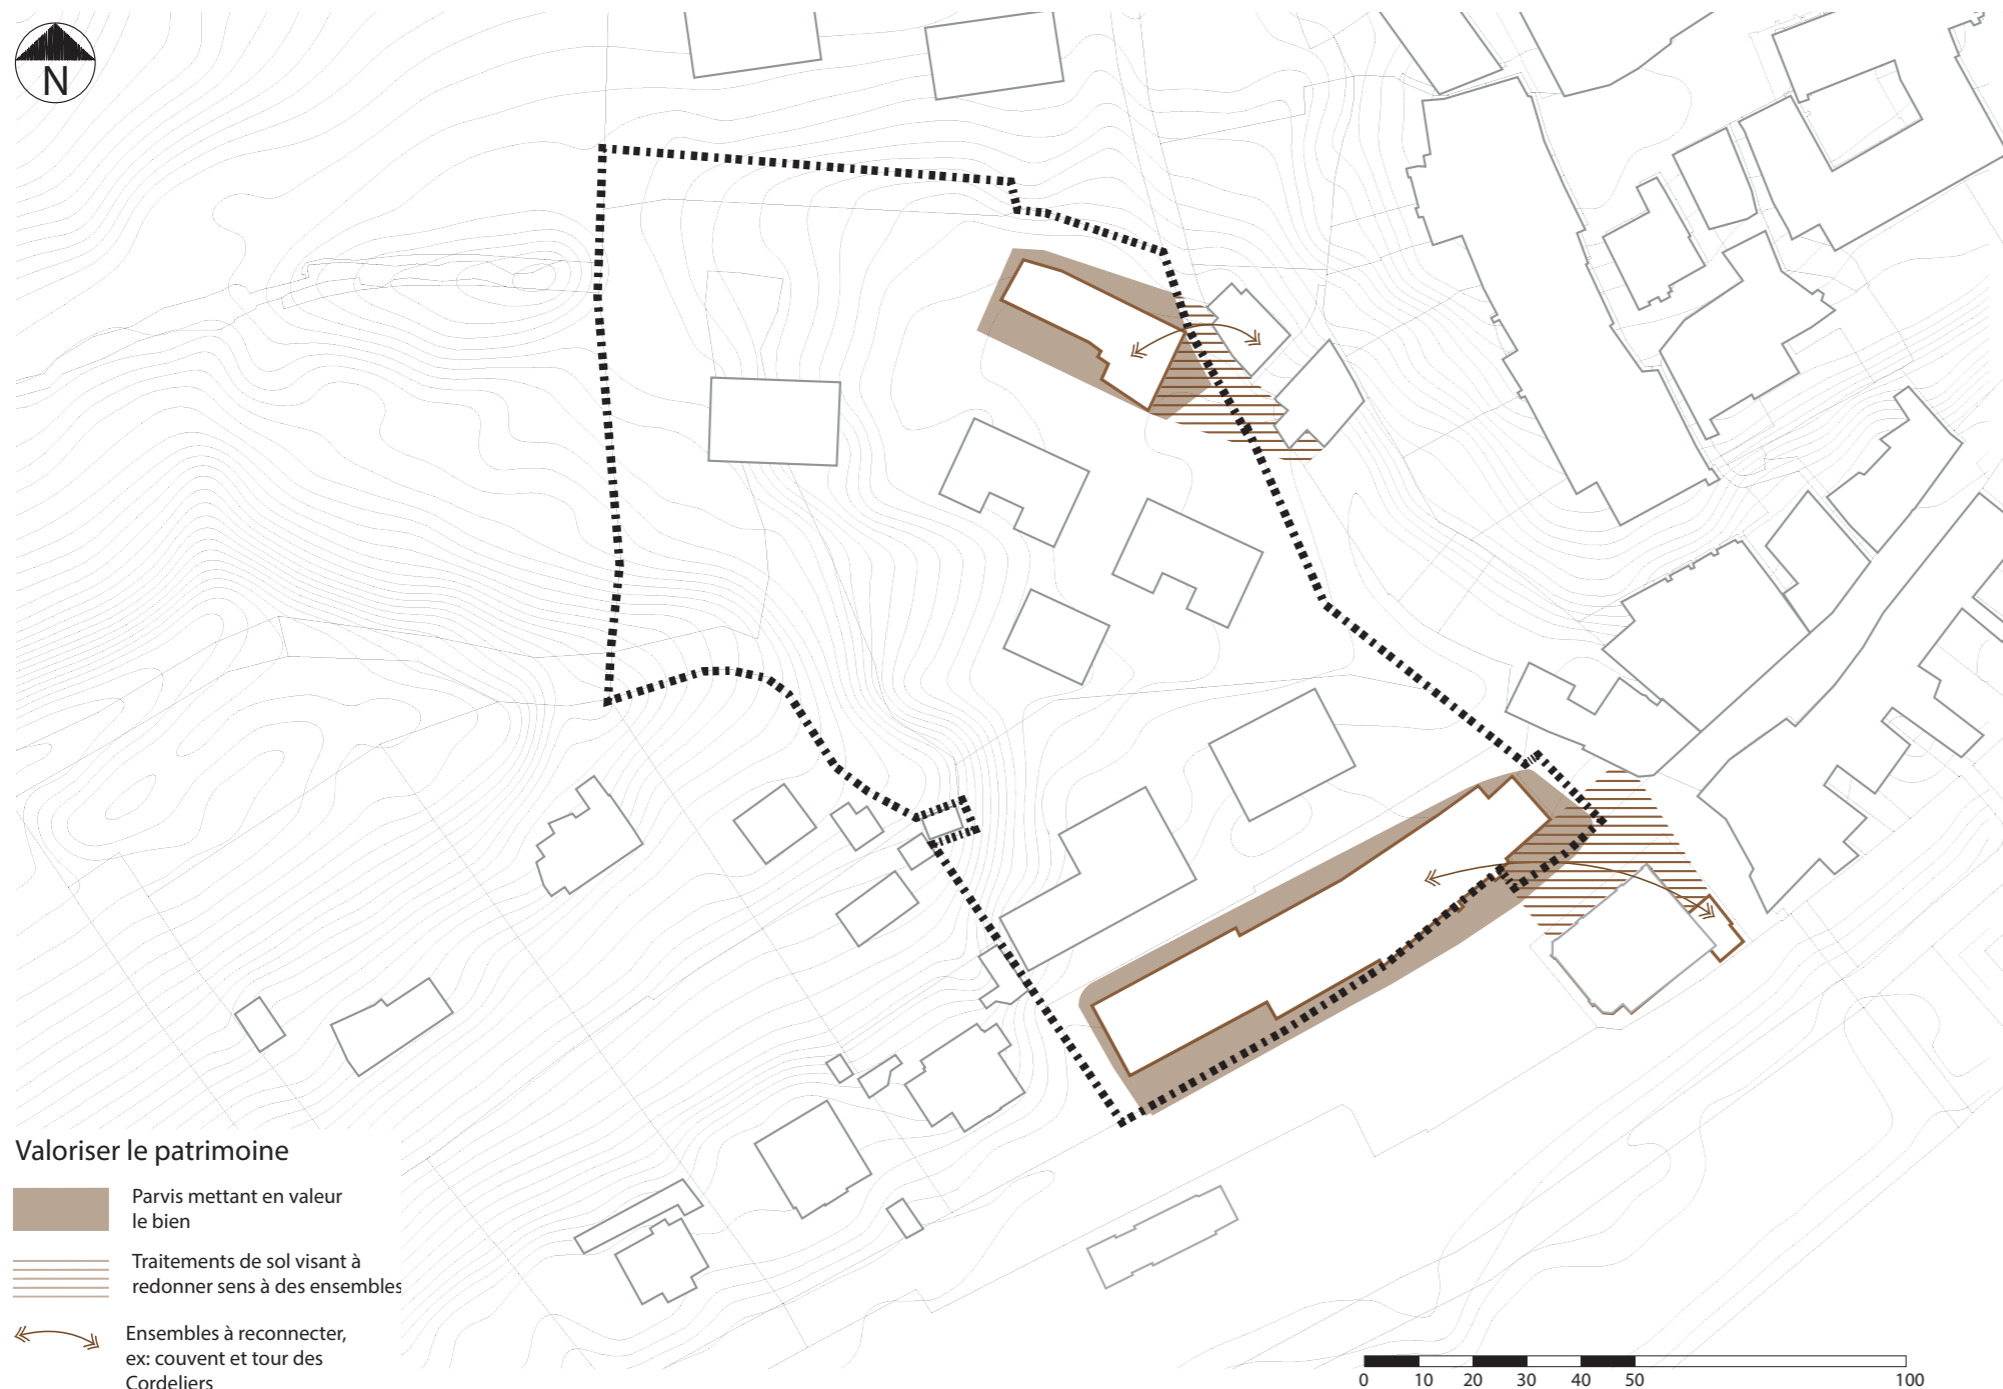 N
Valoriser le patrimoine
Parvis mettant en valeur
le bien
Traitements de sol visant à
redonner sens à des ensembles
Ensembles à reconnecter,
ex: couvent et tour des
Cordeliers
0 10 20 30 40 50 100